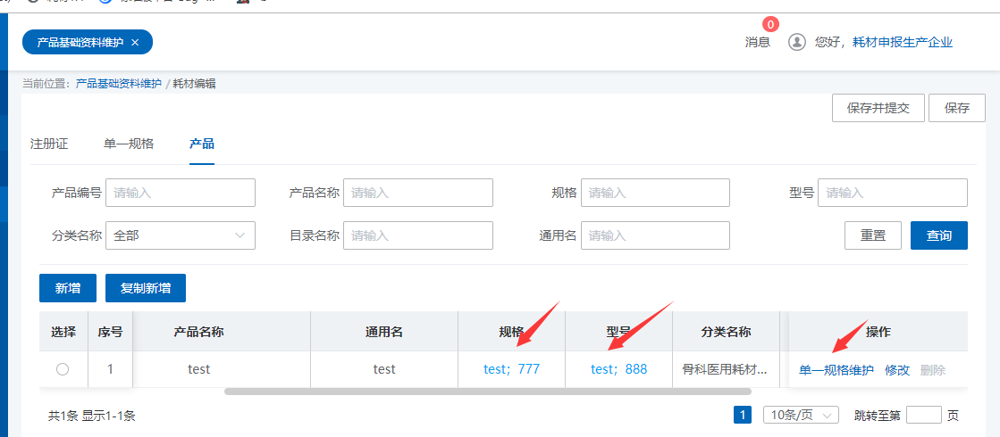 产品基础资料维护 ×
0
消息
您好，耗材申报生产企业
当前位置：产品基础资料维护 / 耗材编辑
保存并提交 保存
注册证 单一规格 产品
产品编号 请输入 产品名称 请输入 规格 请输入 型号 请输入
分类名称 全部 目录名称 请输入 通用名 请输入 重置 查询
新增 复制新增
选择 序号 产品名称 通用名 规格 型号 分类名称 操作
1 test test test；777 test；888 骨科医用耗材... 单一规格维护 修改 删除
共1条 显示1-1条 1 10条/页 跳转至第 页